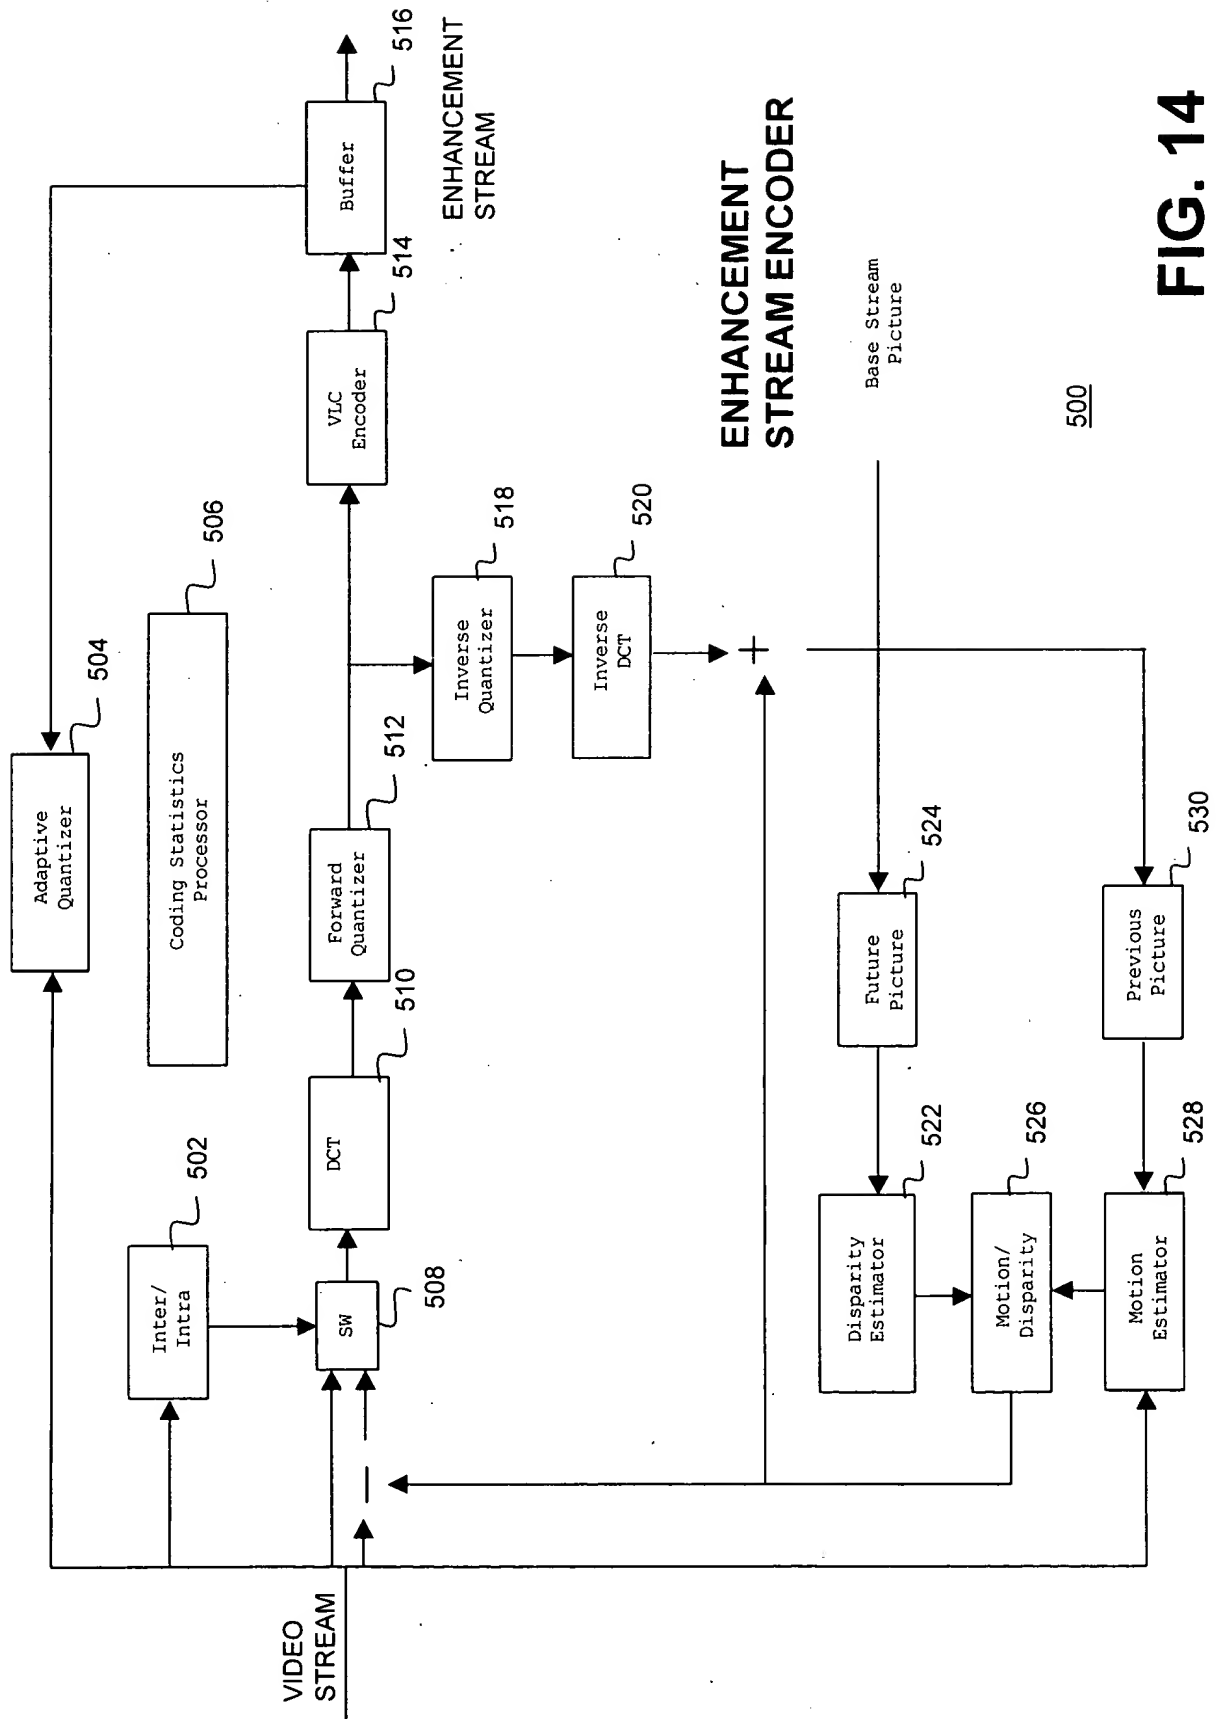 VIDEO
STREAM
Adaptive
Quantizer
504
Coding Statistics
Processor
506
Inter/
Intra
502
SW
508
DCT
510
Forward
Quantizer
512
VLC
Encoder
514
Buffer
516
ENHANCEMENT
STREAM
Inverse
Quantizer
518
Inverse
DCT
520
+
—
ENHANCEMENT
STREAM ENCODER
Base Stream
Picture
Disparity
Estimator
522
Future
Picture
524
Motion/
Disparity
526
Motion
Estimator
528
Previous
Picture
530
500
FIG. 14